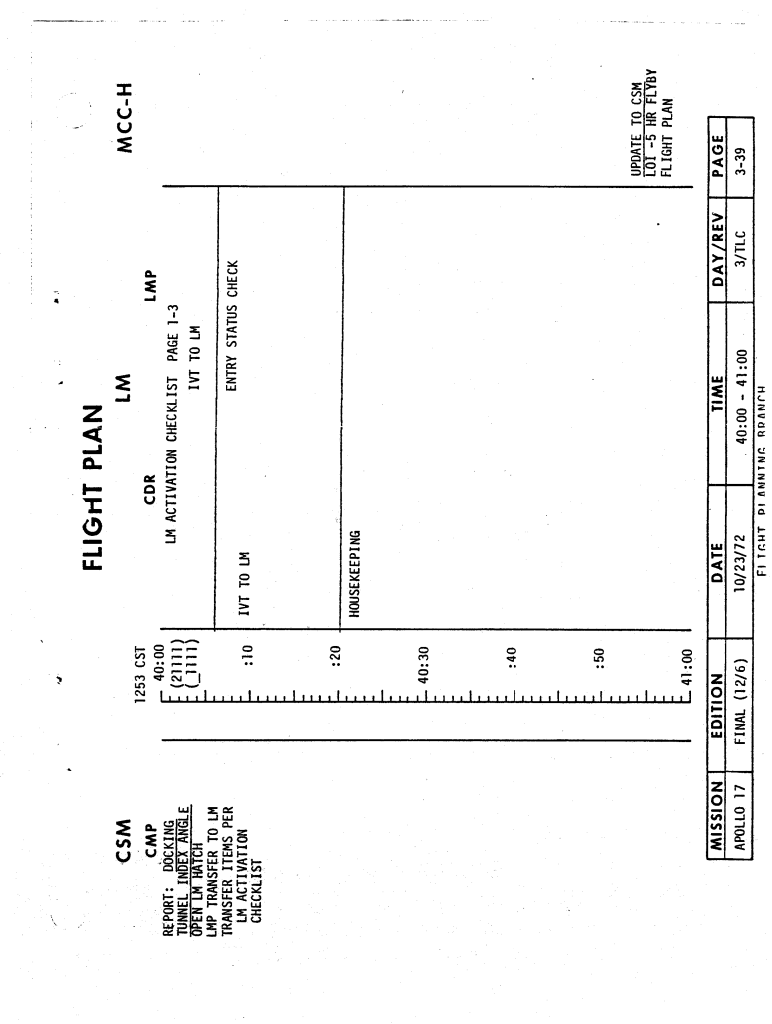 FLIGHT PLAN
CSM
LM
MCC-H
CMP
CDR
LMP
REPORT: DOCKING
TUNNEL INDEX ANGLE
OPEN LM HATCH
LMP TRANSFER TO LM
TRANSFER ITEMS PER
LM ACTIVATION
CHECKLIST
1253 CST
40:00
(21111)
(_1111)
:10
:20
40:30
:40
:50
41:00
LM ACTIVATION CHECKLIST PAGE 1-3
IVT TO LM
IVT TO LM
ENTRY STATUS CHECK
HOUSEKEEPING
UPDATE TO CSM
LOI -5 HR FLYBY
FLIGHT PLAN
MISSION EDITION DATE TIME DAY/REV PAGE
APOLLO 17 FINAL (12/6) 10/23/72 40:00 - 41:00 3/TLC 3-39
FLIGHT PLANNING BRANCH